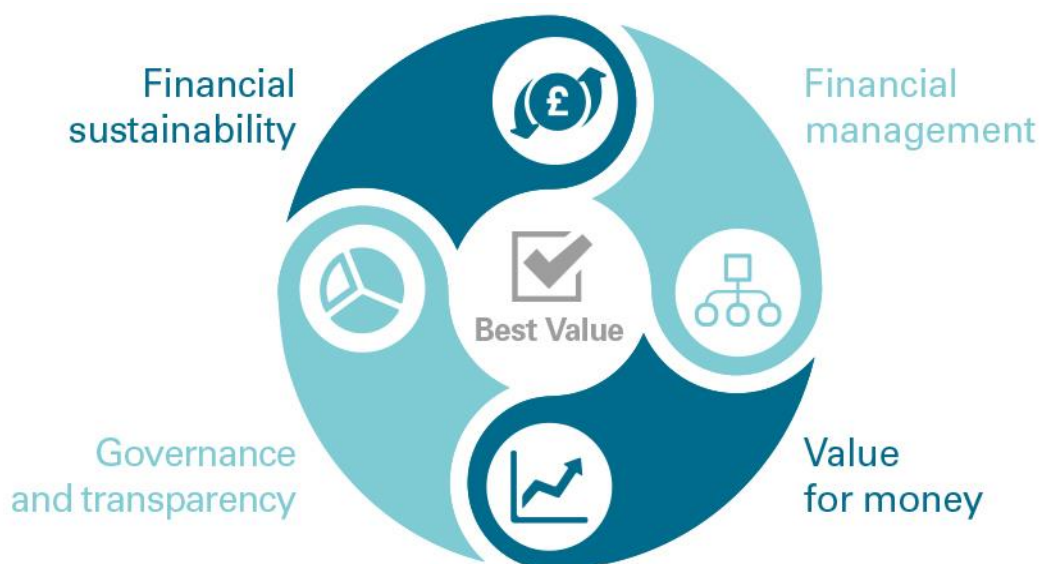 Financial
sustainability
Financial
management
£
Best Value
Governance
and transparency
Value
for money